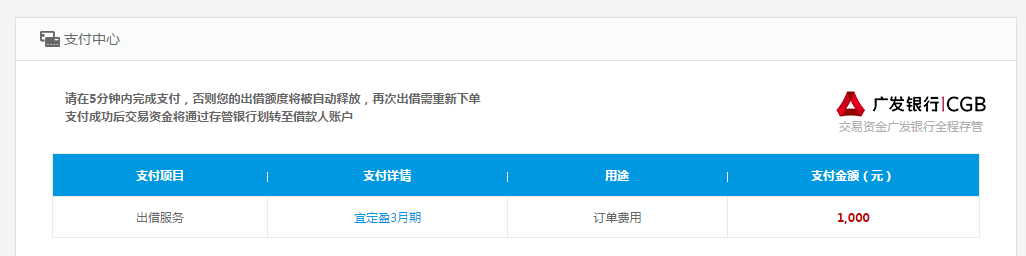 支付中心
请在5分钟内完成支付，否则您的出借额度将被自动释放，再次出借需重新下单
支付成功后交易资金将通过存管银行划转至借款人账户
广发银行|CGB
交易资金广发银行全程存管
支付项目 | 支付详情 | 用途 | 支付金额（元）
出借服务 宜定盈3月期 订单费用 1,000